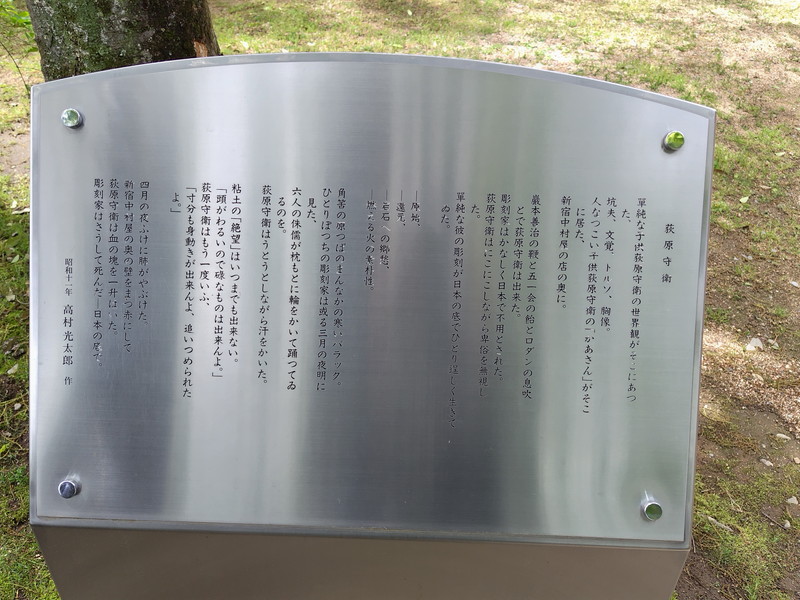 荻原守衛
單純な子供荻原守衛の世界観がそこにあつ
た、
坑夫、文覚、トルソ、胸像。
人なつこい子供荻原守衛の「かあさん」がそこ
に居た、
新宿中村屋の店の奥に。
巌本善治の鞭と五一会の飴とロダンの息吹
とで荻原守衛は出来た。
彫刻家はかなしく日本で不用とされた。
荻原守衛はにこにこしながら卑俗を無視し
た。
單純な彼の彫刻が日本の底でひとり逞しく生きて
ゐた。
―原始、
―還元、
―岩石への郷愁、
―燃える火の素朴性。
角筈の原つぱのまんなかの寒いバラック。
ひとりぼつちの彫刻家は或る三月の夜明に
見た、
六人の侏儒が枕もとに輪をかいて踊つてゐ
るのを。
荻原守衛はうとうとしながら汗をかいた。
粘土の「絶望」はいつまでも出来ない。
「頭がわるいので碌なものは出来んよ。」
荻原守衛はもう一度いふ、
「寸分も身動きが出来んよ、追いつめられた
よ。」
四月の夜ふけに肺がやぶけた。
新宿中村屋の奥の壁をまつ赤にして
荻原守衛は血の塊を一升はいた。
彫刻家はさうして死んだ―日本の底で。
昭和十一年 高村光太郎 作